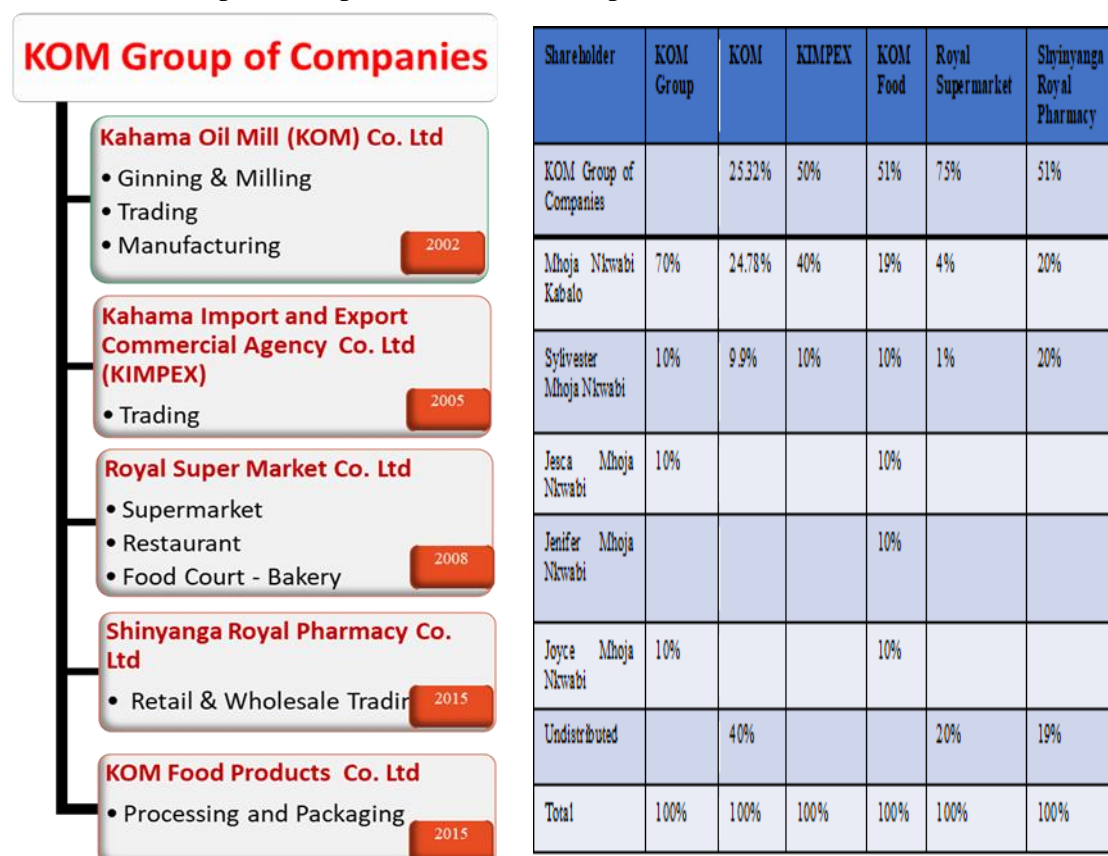 KOM Group of Companies
Kahama Oil Mill (KOM) Co. Ltd
• Ginning & Milling
• Trading
• Manufacturing
2002
Kahama Import and Export
Commercial Agency Co. Ltd
(KIMPEX)
• Trading
2005
Royal Super Market Co. Ltd
• Supermarket
• Restaurant
• Food Court - Bakery
2008
Shinyanga Royal Pharmacy Co.
Ltd
• Retail & Wholesale Tradin
2015
KOM Food Products Co. Ltd
• Processing and Packaging
2015
Shareholder KOM Group KOM KIMPEX KOM Food Royal Supermarket Shyinyanga Royal Pharmacy
KOM Group of Companies 25.32% 50% 51% 75% 51%
Mhoja Nkwabi Kabalo 70% 24.78% 40% 19% 4% 20%
Sylivester Mhoja Nkwabi 10% 9.9% 10% 10% 1% 20%
Jesca Mhoja Nkwabi 10% 10%
Jenifer Mhoja Nkwabi 10%
Joyce Mhoja Nkwabi 10% 10%
Undistributed 40% 20% 19%
Total 100% 100% 100% 100% 100% 100%